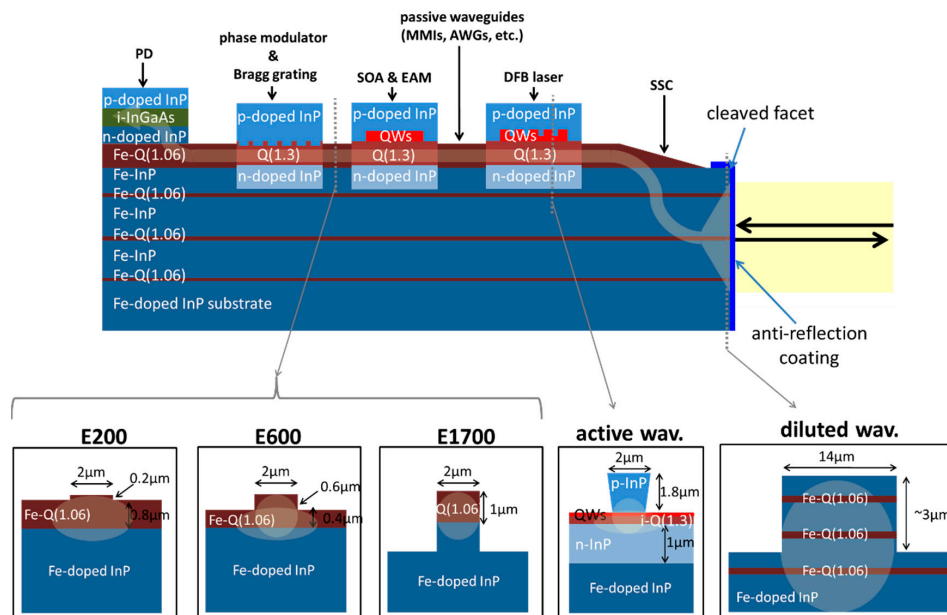 passive waveguides
(MMIs, AWGs, etc.)
PD
phase modulator
&
Bragg grating
SOA & EAM
DFB laser
SSC
cleaved facet
p-doped InP
i-InGaAs
n-doped InP
p-doped InP
p-doped InP
QWs
p-doped InP
QWs
Fe-Q(1.06)
Q(1.3)
Q(1.3)
Q(1.3)
Fe-InP
n-doped InP
n-doped InP
n-doped InP
Fe-Q(1.06)
Fe-InP
Fe-Q(1.06)
Fe-InP
Fe-Q(1.06)
Fe-doped InP substrate
anti-reflection
coating
E200
2μm
0.2μm
Fe-Q(1.06)
0.8μm
Fe-doped InP
E600
2μm
0.6μm
Fe-Q(1.06)
0.4μm
Fe-doped InP
E1700
2μm
Q(1.06)
1μm
Fe-doped InP
active wav.
2μm
p-InP
1.8μm
QWs
i-Q(1.3)
n-InP
1μm
Fe-doped InP
diluted wav.
14μm
Fe-Q(1.06)
~3μm
Fe-Q(1.06)
Fe-Q(1.06)
Fe-doped InP